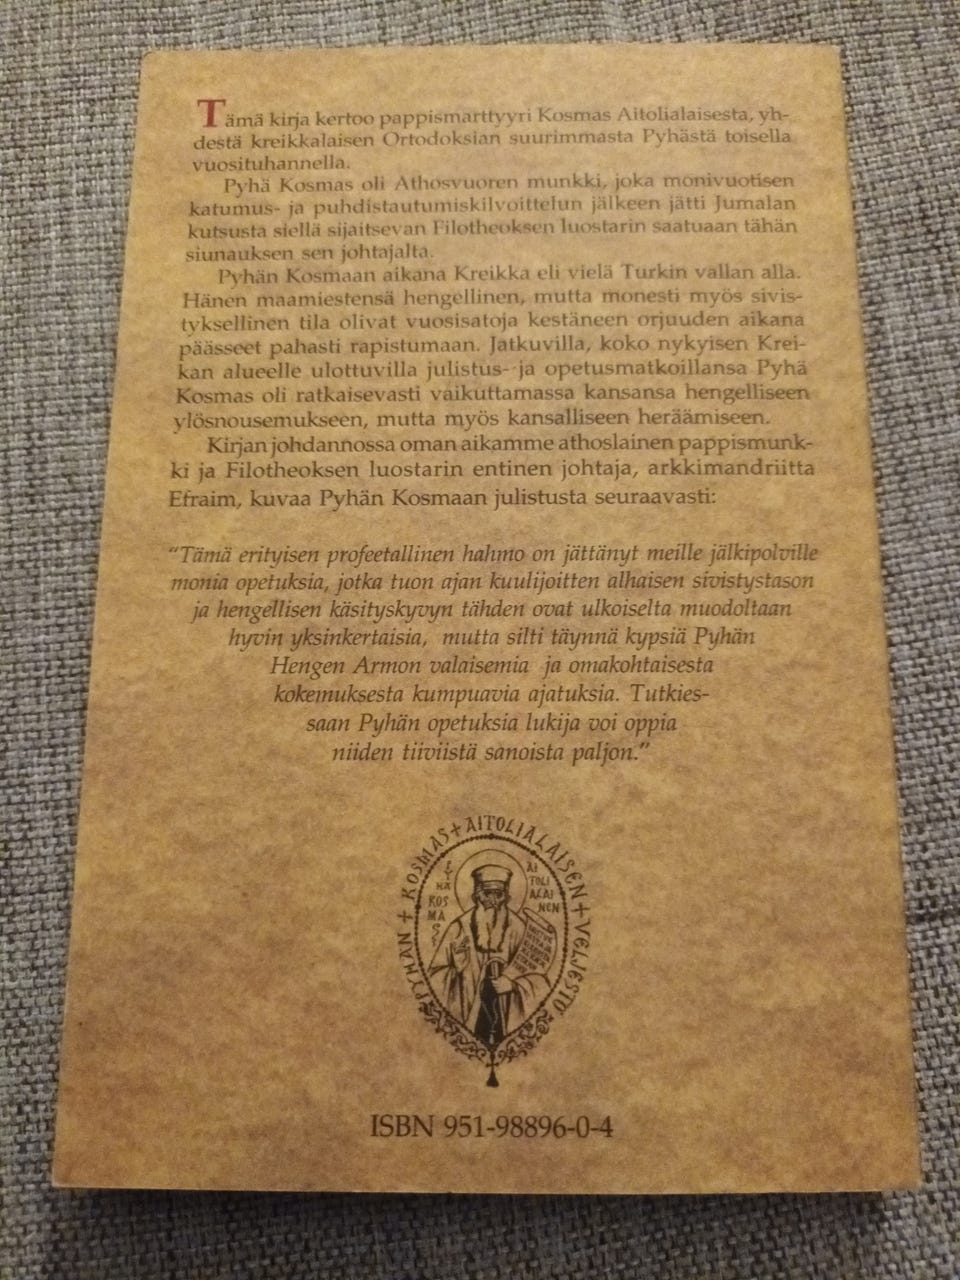 Tämä kirja kertoo pappismarttyyri Kosmas Aitolialaisesta, yh-
destä kreikkalaisen Ortodoksian suurimmasta Pyhästä toisella
vuosituhannella.
Pyhä Kosmas oli Athosvuoren munkki, joka monivuotisen
katumus- ja puhdistautumiskilvoittelun jälkeen jätti Jumalan
kutsusta siellä sijaitsevan Filotheoksen luostarin saatuaan tähän
siunauksen sen johtajalta.
Pyhän Kosmaan aikana Kreikka eli vielä Turkin vallan alla.
Hänen maamiestensä hengellinen, mutta monesti myös sivis-
tyksellinen tila olivat vuosisatoja kestäneen orjuuden aikana
päässeet pahasti rapistumaan. Jatkuvilla, koko nykyisen Krei-
kan alueelle ulottuvilla julistus- ja opetusmatkoillansa Pyhä
Kosmas oli ratkaisevasti vaikuttamassa kansansa hengelliseen
ylösnousemukseen, mutta myös kansalliseen heräämiseen.
Kirjan johdannossa oman aikamme athoslainen pappismunk-
ki ja Filotheoksen luostarin entinen johtaja, arkkimandriitta
Efraim, kuvaa Pyhän Kosmaan julistusta seuraavasti:
"Tämä erityisen profeetallinen hahmo on jättänyt meille jälkipolville
monia opetuksia, jotka tuon ajan kuulijoitten alhaisen sivistystason
ja hengellisen käsityskyvyn tähden ovat ulkoiselta muodoltaan
hyvin yksinkertaisia, mutta silti täynnä kypsiä Pyhän
Hengen Armon valaisemia ja omakohtaisesta
kokemuksesta kumpuavia ajatuksia. Tutkies-
saan Pyhän opetuksia lukija voi oppia
niiden tiiviistä sanoista paljon."
PYHÄN + KOSMAS + AITOLIALAISEN + VELJESTÖ
KOS
MA
S
AI
TOLI
ALAI
NEN
ISBN 951-98896-0-4